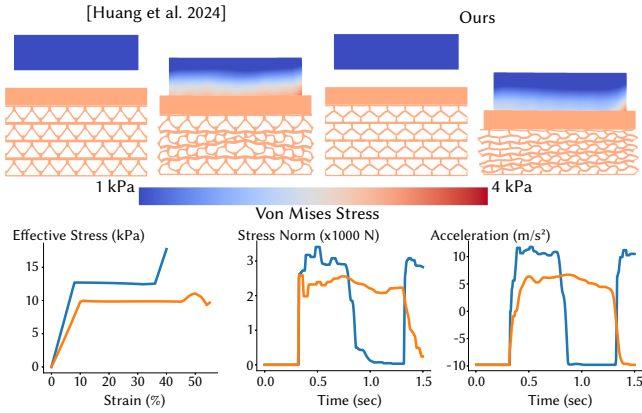 [Huang et al. 2024]
Ours
1 kPa
4 kPa
Von Mises Stress
Effective Stress (kPa)
15
10
5
0
0 10 20 30 40 50
Strain (%)
Stress Norm (x1000 N)
3
2
1
0
0.0 0.5 1.0 1.5
Time (sec)
Acceleration (m/s²)
10
5
0
−5
−10
0.0 0.5 1.0 1.5
Time (sec)